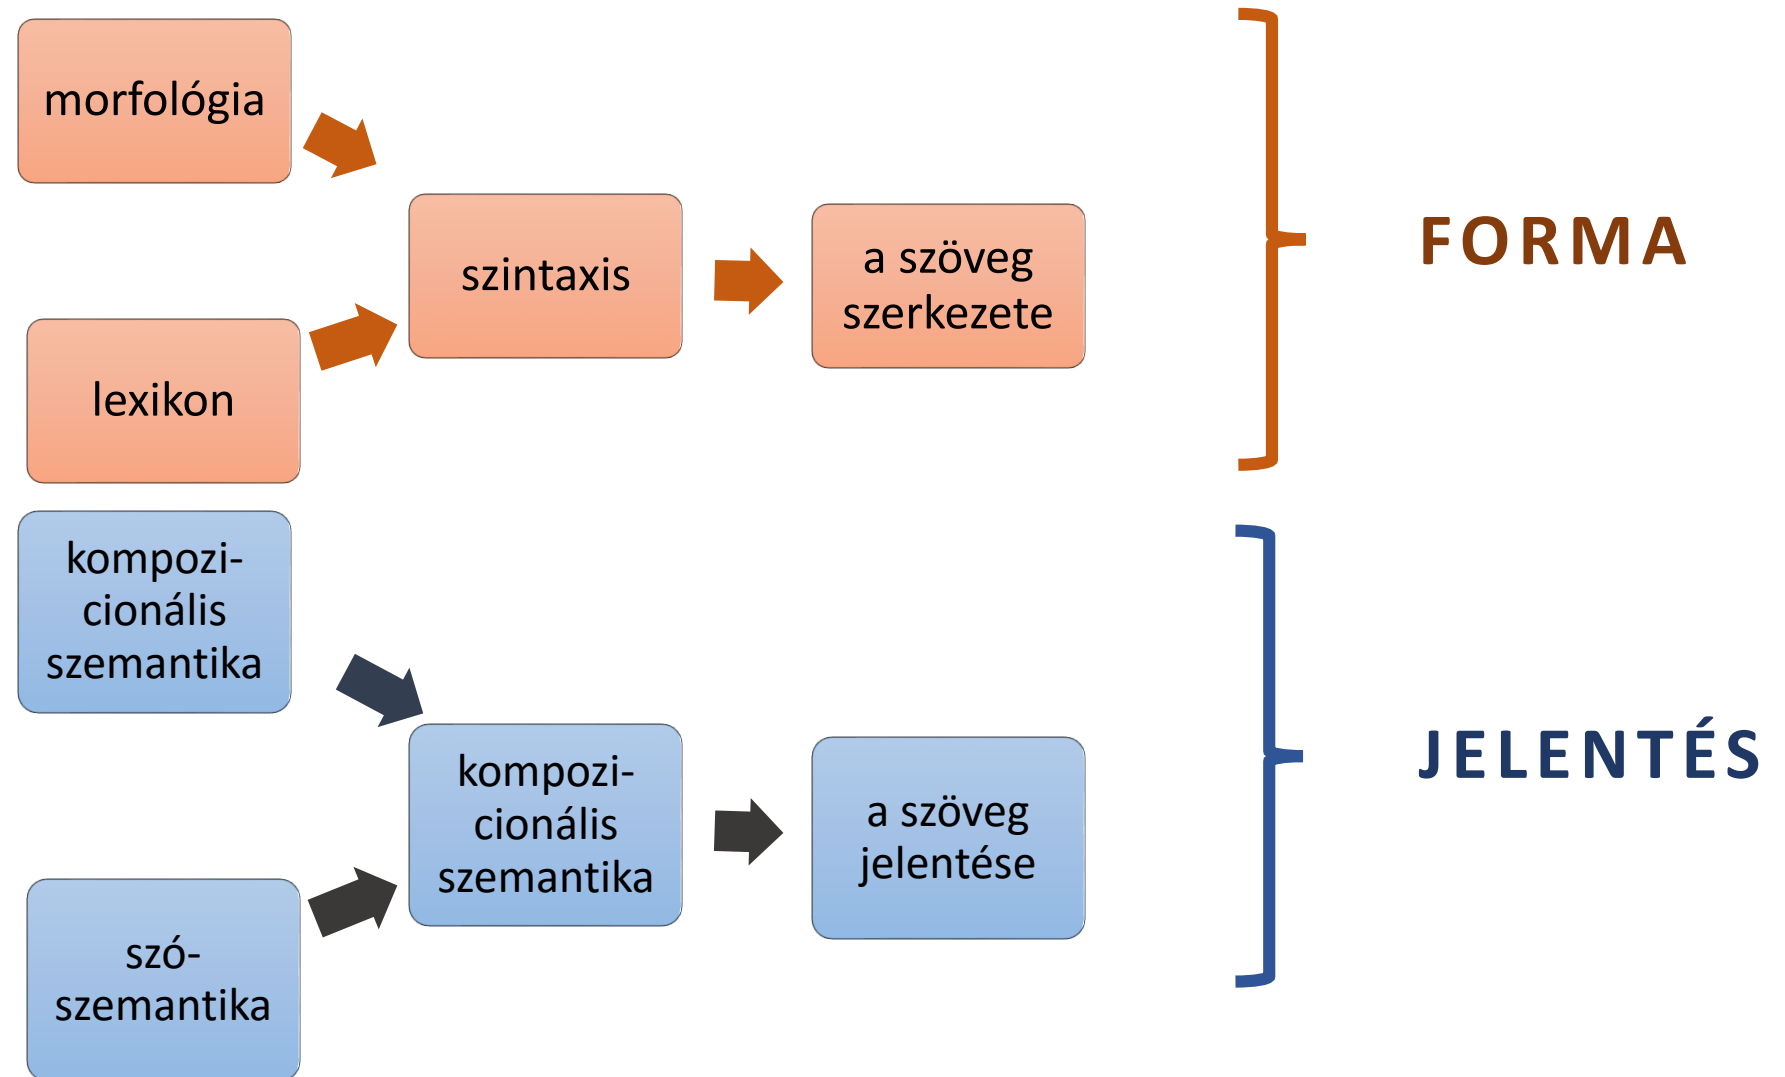 morfológia
lexikon
szintaxis
a szöveg
szerkezete
FORMA
kompozi-
cionális
szemantika
szó-
szemantika
kompozi-
cionális
szemantika
a szöveg
jelentése
JELENTÉS